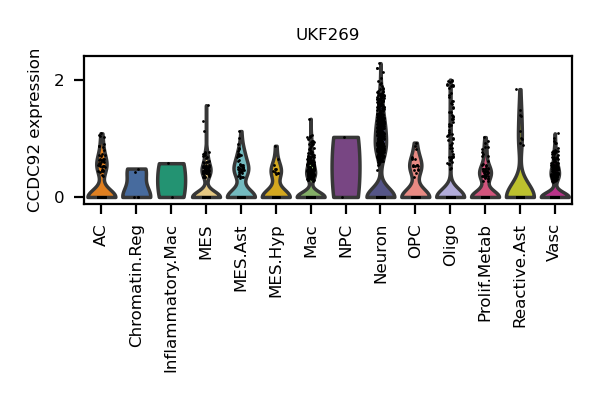 UKF269
CCDC92 expression
2
0
AC
Chromatin.Reg
Inflammatory.Mac
MES
MES.Ast
MES.Hyp
Mac
NPC
Neuron
OPC
Oligo
Prolif.Metab
Reactive.Ast
Vasc